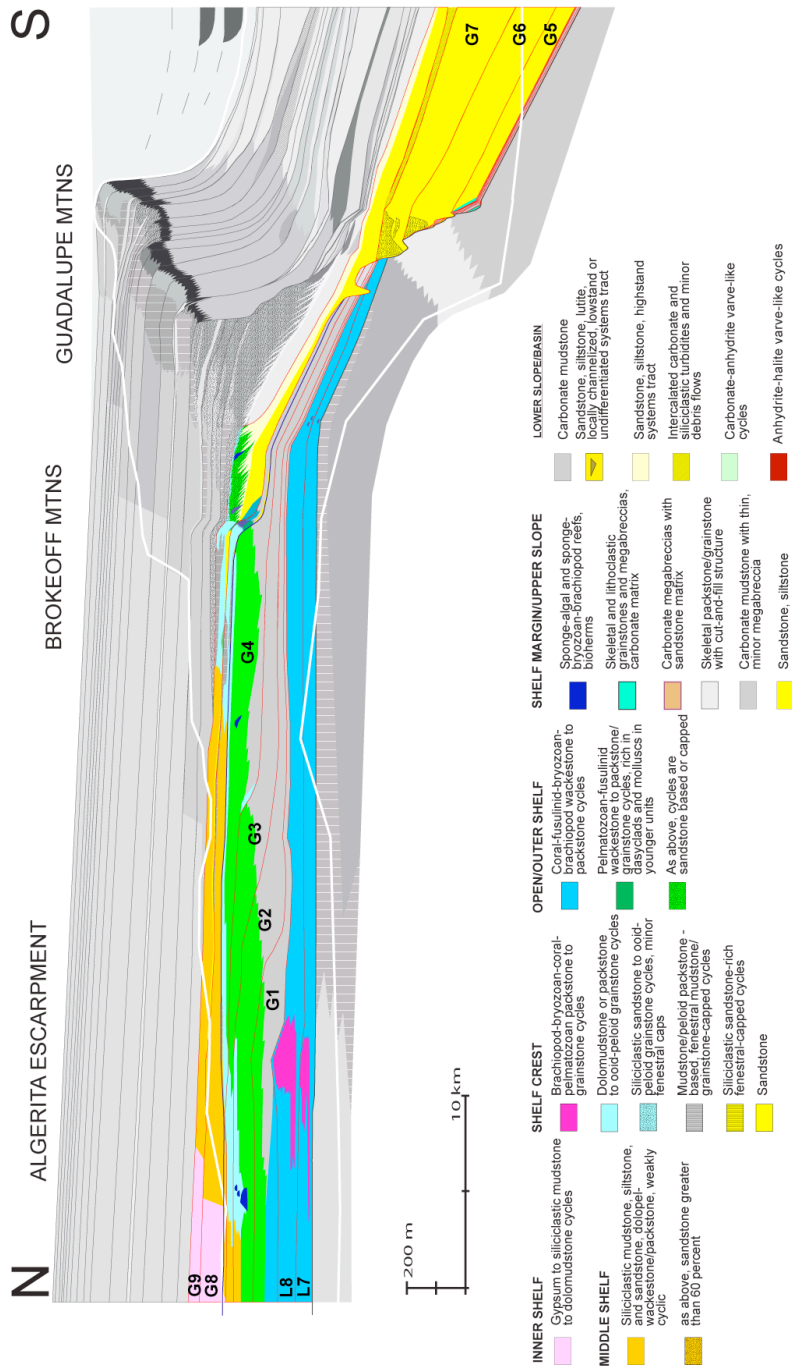 N
S
ALGERITA ESCARPMENT
BROKEOFF MTNS
GUADALUPE MTNS
G9
G8
L8
L7
G1
G2
G3
G4
G7
G6
G5
200 m
10 km
INNER SHELF
Gypsum to siliciclastic mudstone
to dolomudstone cycles
MIDDLE SHELF
Siliciclastic mudstone, siltstone,
and sandstone, dolopel-
wackestone/packstone, weakly
cyclic
as above, sandstone greater
than 60 percent
SHELF CREST
Brachiopod-bryozoan-coral-
pelmatozoan packstone to
grainstone cycles
Dolomudstone or packstone
to ooid-peloid grainstone cycles
Siliciclastic sandstone to ooid-
peloid grainstone cycles, minor
fenestral caps
Mudstone/peloid packstone -
based, fenestral mudstone/
grainstone-capped cycles
Siliciclastic sandstone-rich
fenestral-capped cycles
Sandstone
OPEN/OUTER SHELF
Coral-fusulinid-bryozoan-
brachiopod wackestone to
packstone cycles
Pelmatozoan-fusulinid
wackestone to packstone/
grainstone cycles, rich in
dasyclads and molluscs in
younger units
As above, cycles are
sandstone based or capped
SHELF MARGIN/UPPER SLOPE
Sponge-algal and sponge-
bryozoan-brachiopod reefs,
bioherms
Skeletal and lithoclastic
grainstones and megabreccias,
carbonate matrix
Carbonate megabreccias with
sandstone matrix
Skeletal packstone/grainstone
with cut-and-fill structure
Carbonate mudstone with thin,
minor megabreccia
Sandstone, siltstone
LOWER SLOPE/BASIN
Carbonate mudstone
Sandstone, siltstone, lutite,
locally channelized, lowstand or
undifferentiated systems tract
Sandstone, siltstone, highstand
systems tract
Intercalated carbonate and
siliciclastic turbidites and minor
debris flows
Carbonate-anhydrite varve-like
cycles
Anhydrite-halite varve-like cycles